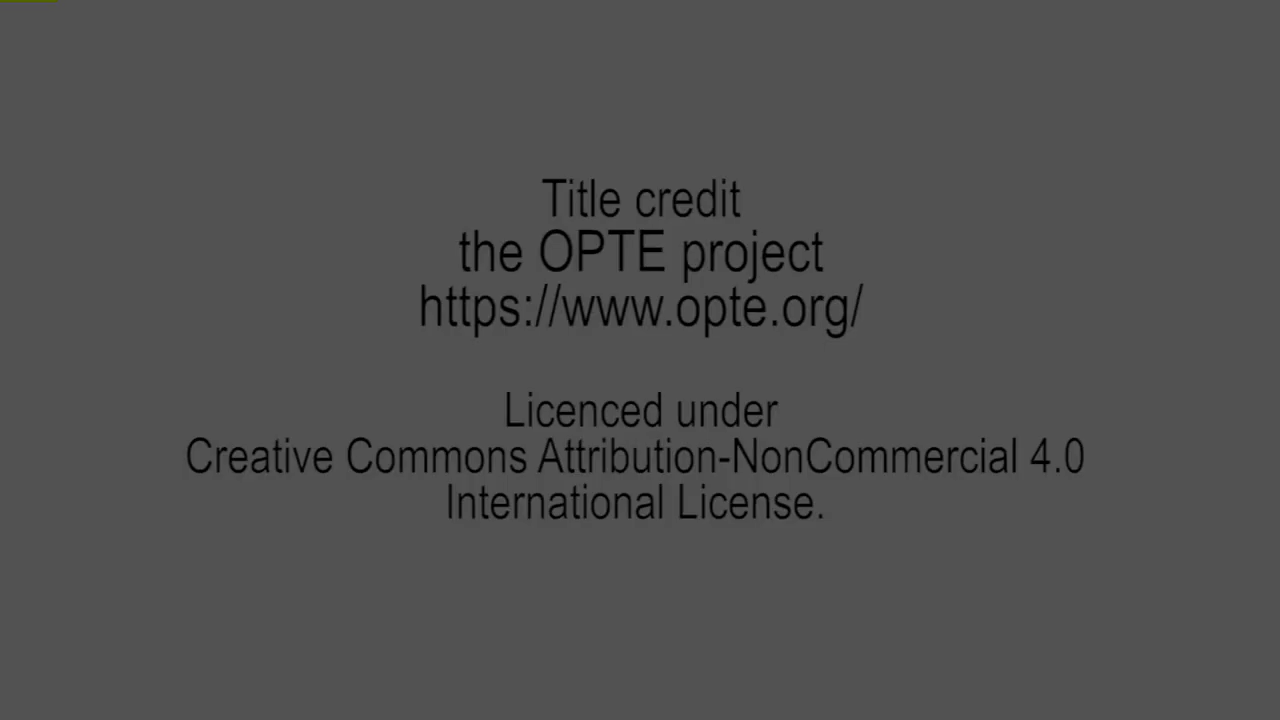 Title credit
the OPTE project
https://www.opte.org/
Licenced under
Creative Commons Attribution-NonCommercial 4.0
International License.